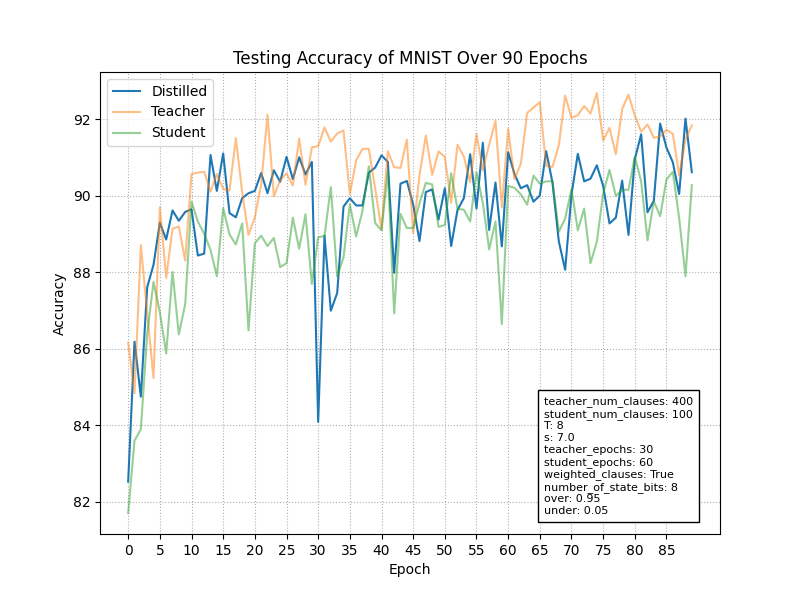 Testing Accuracy of MNIST Over 90 Epochs
Distilled
Teacher
Student
92
90
88
86
84
82
Accuracy
teacher_num_clauses: 400
student_num_clauses: 100
T: 8
s: 7.0
teacher_epochs: 30
student_epochs: 60
weighted_clauses: True
number_of_state_bits: 8
over: 0.95
under: 0.05
0 5 10 15 20 25 30 35 40 45 50 55 60 65 70 75 80 85
Epoch